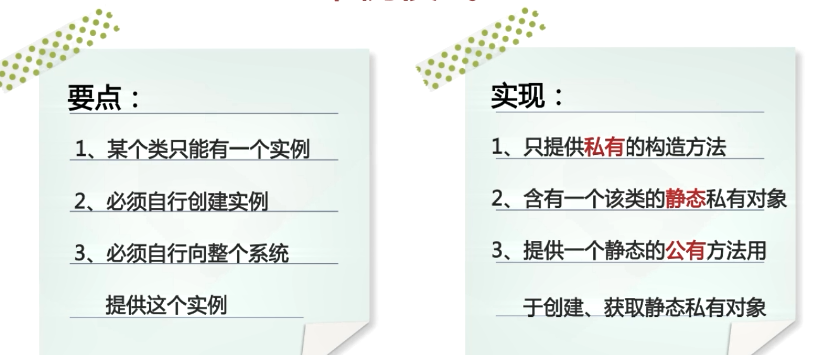 要点：
1、某个类只能有一个实例
2、必须自行创建实例
3、必须自行向整个系统
提供这个实例
实现：
1、只提供私有的构造方法
2、含有一个该类的静态私有对象
3、提供一个静态的公有方法用
于创建、获取静态私有对象